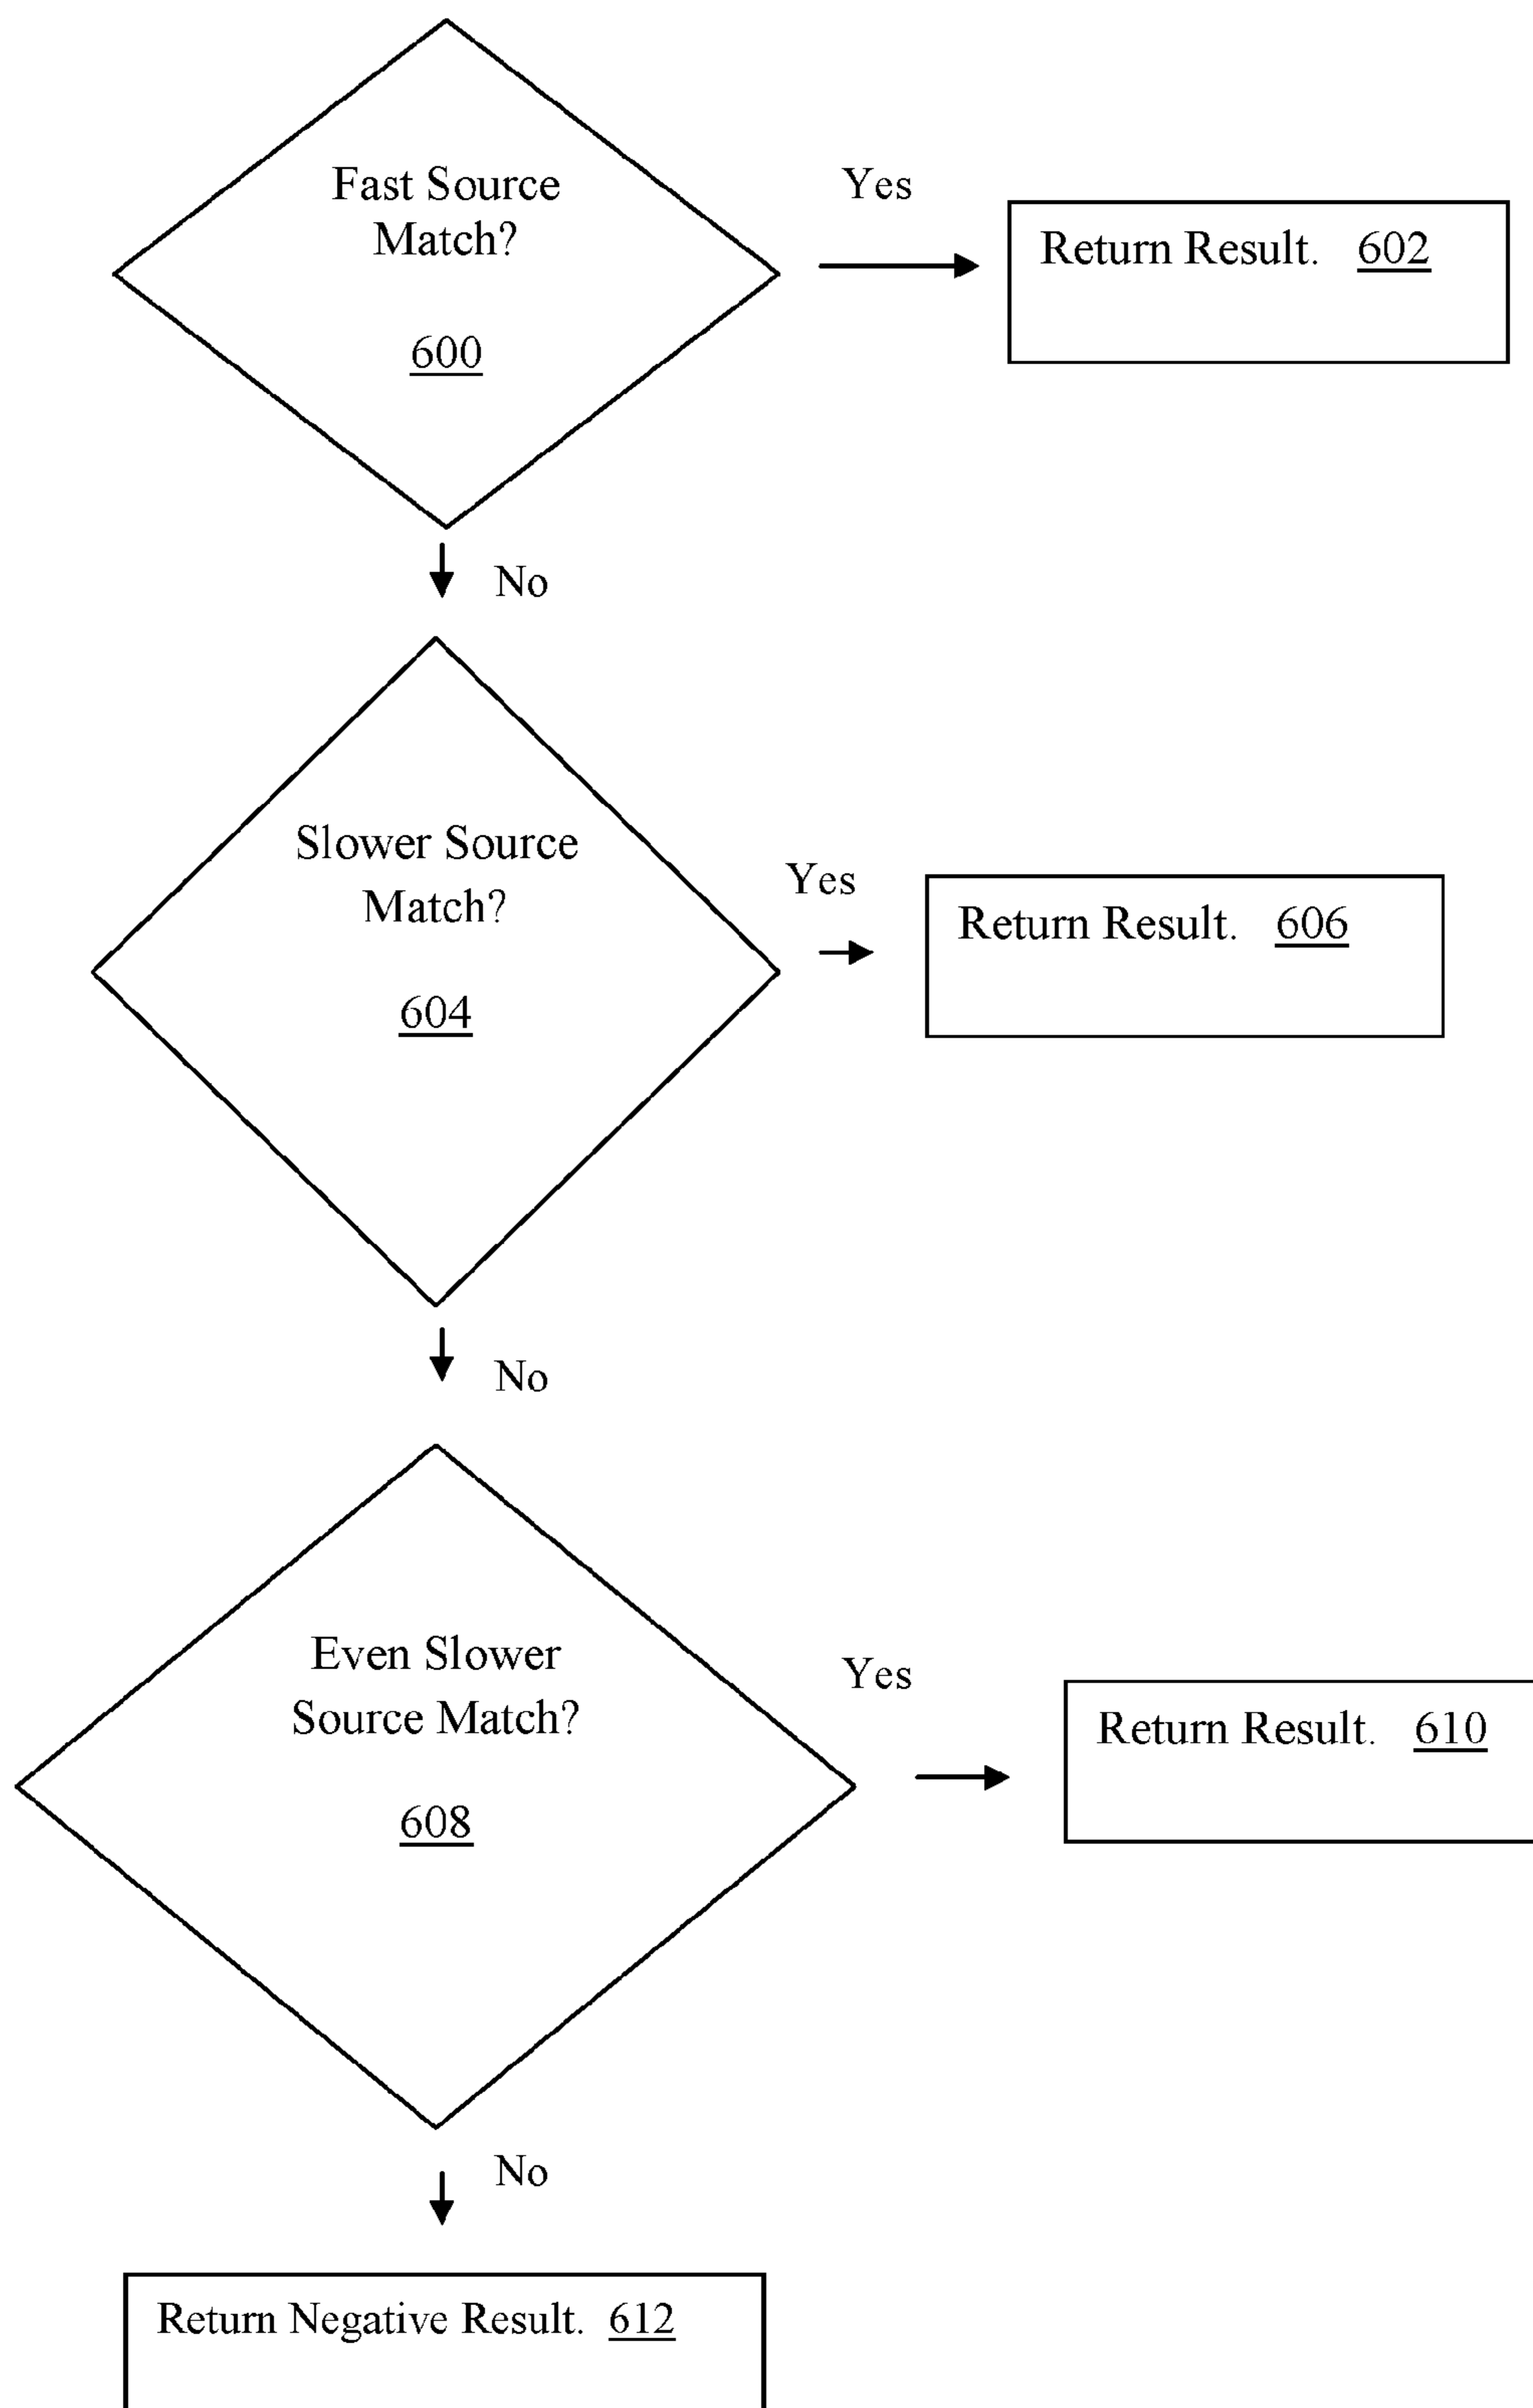 Fast Source
Match?
600
Yes
Return Result. 602
No
Slower Source
Match?
604
Yes
Return Result. 606
No
Even Slower
Source Match?
608
Yes
Return Result. 610
No
Return Negative Result. 612